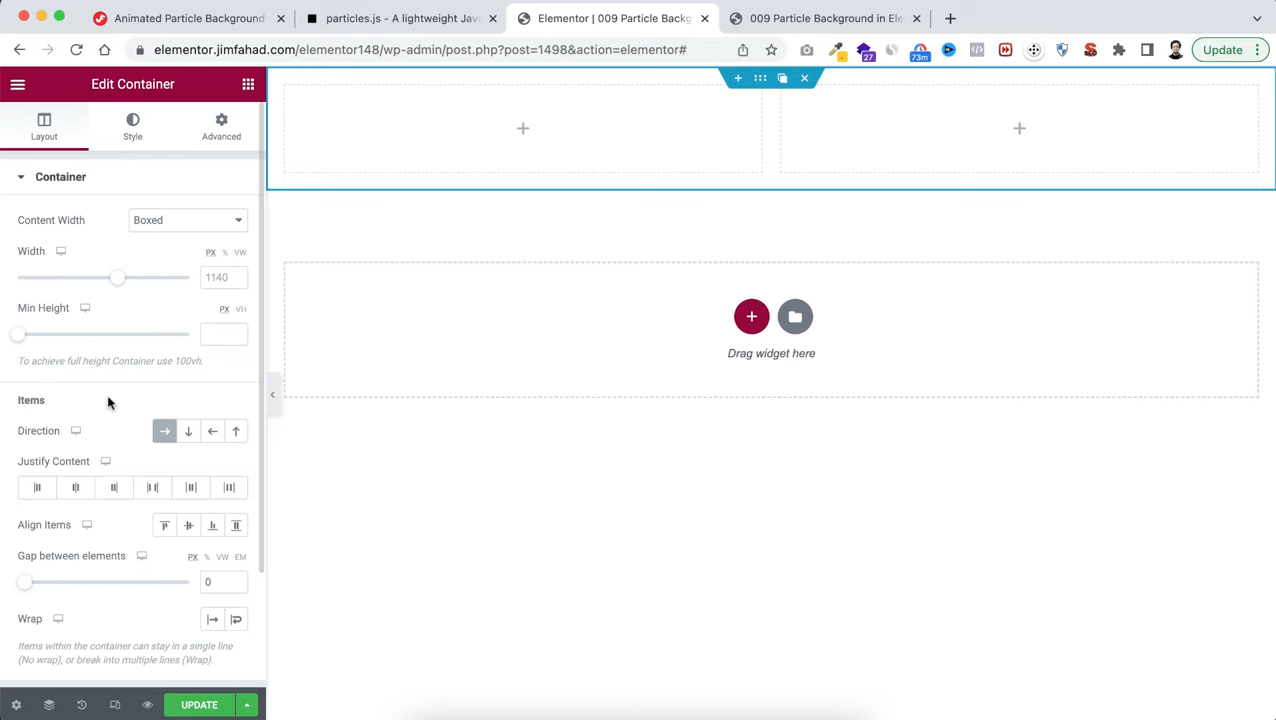 Animated Particle Background
particles.js - A lightweight Jav
Elementor | 009 Particle Backg
009 Particle Background in Ele
elementor.jimfahad.com/elementor148/wp-admin/post.php?post=1498&action=elementor#
27
73m
Update
Edit Container
Layout
Style
Advanced
Container
Content Width
Boxed
Width
PX % VW
1140
Min Height
PX VH
To achieve full height Container use 100vh.
Items
Direction
Justify Content
Align Items
Gap between elements
PX % VW EM
0
Wrap
Items within the container can stay in a single line
(No wrap), or break into multiple lines (Wrap).
UPDATE
Drag widget here